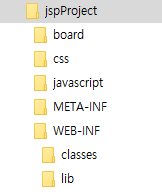 jspProject
board
css
javascript
META-INF
WEB-INF
classes
lib